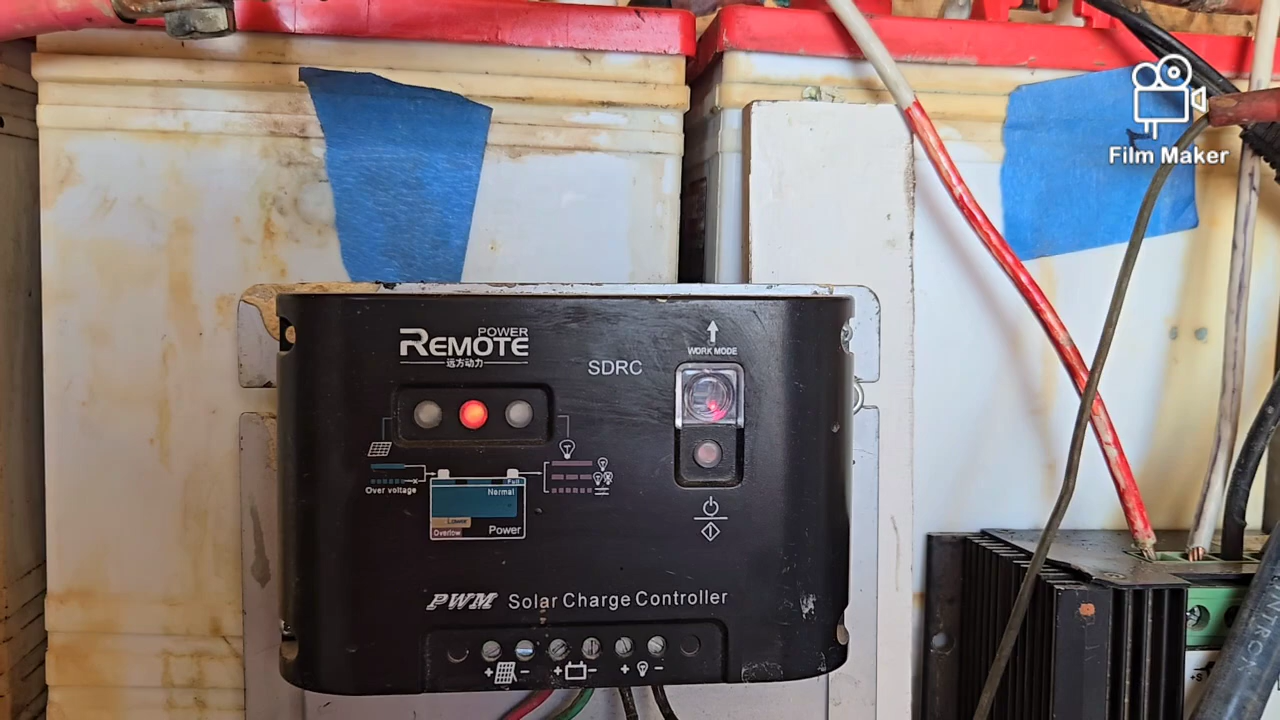 Film Maker
POWER
REMOTE
远方动力
SDRC
WORK MODE
Over voltage
Full
Normal
Lower
Overlow
Power
PWM Solar Charge Controller
+ - + - + -
+S